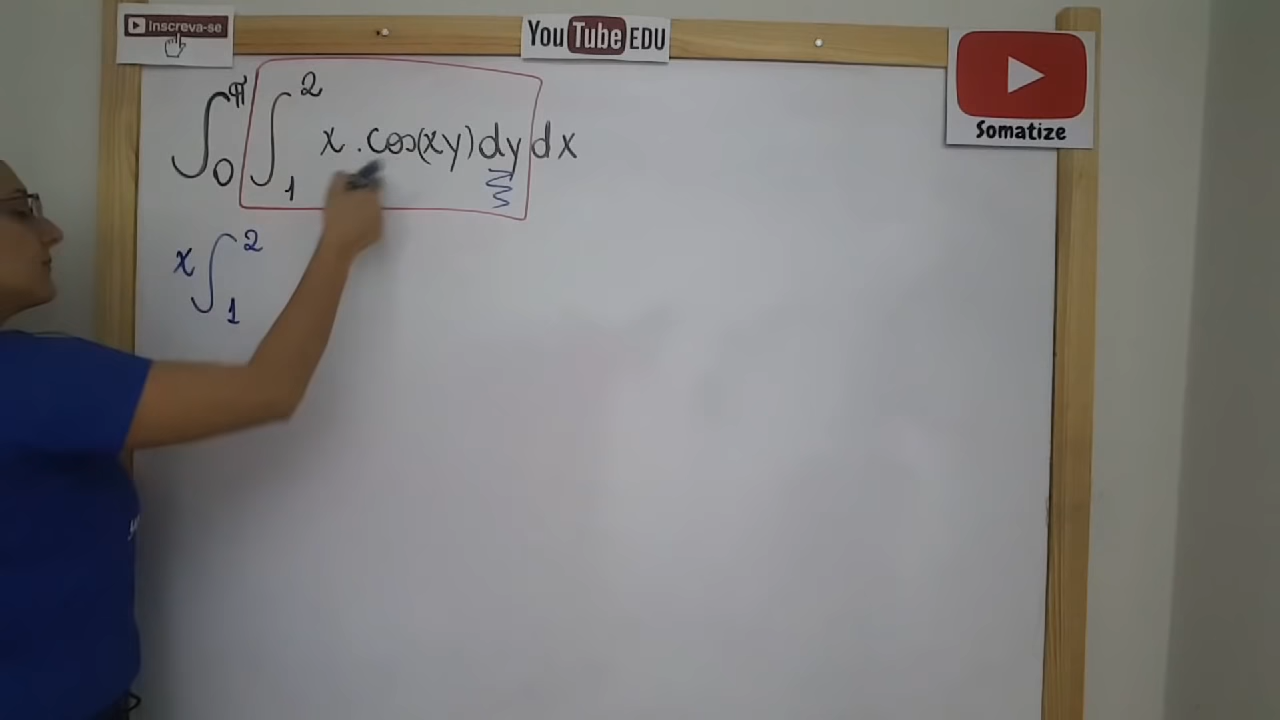 Inscreva-se
YouTube EDU
Somatize
∫₀^π ∫₁² x . cos(xy) dy dx
x ∫₁²